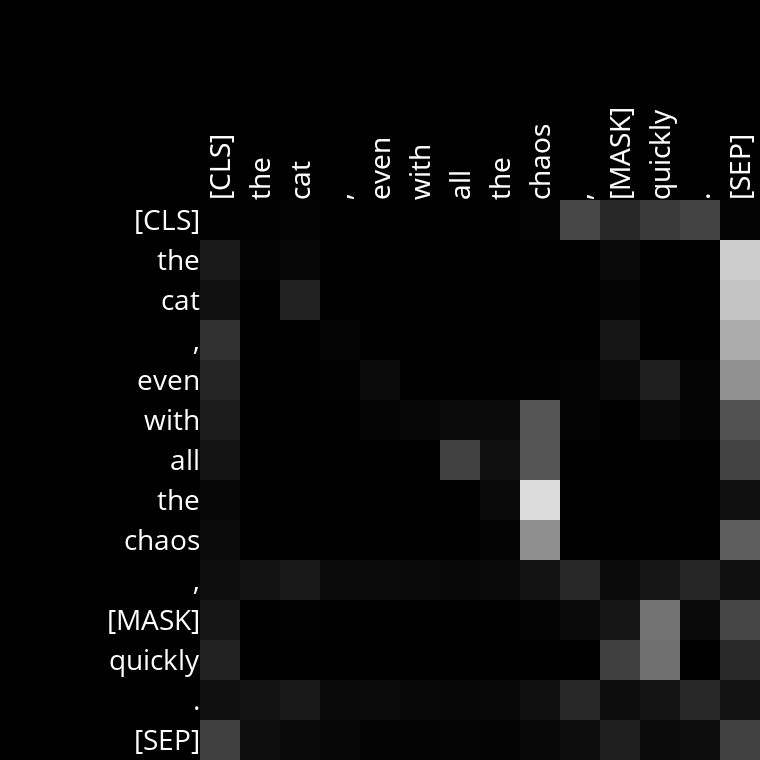 [CLS] the cat , even with all the chaos , [MASK] quickly . [SEP]
[CLS]
the
cat
,
even
with
all
the
chaos
,
[MASK]
quickly
.
[SEP]